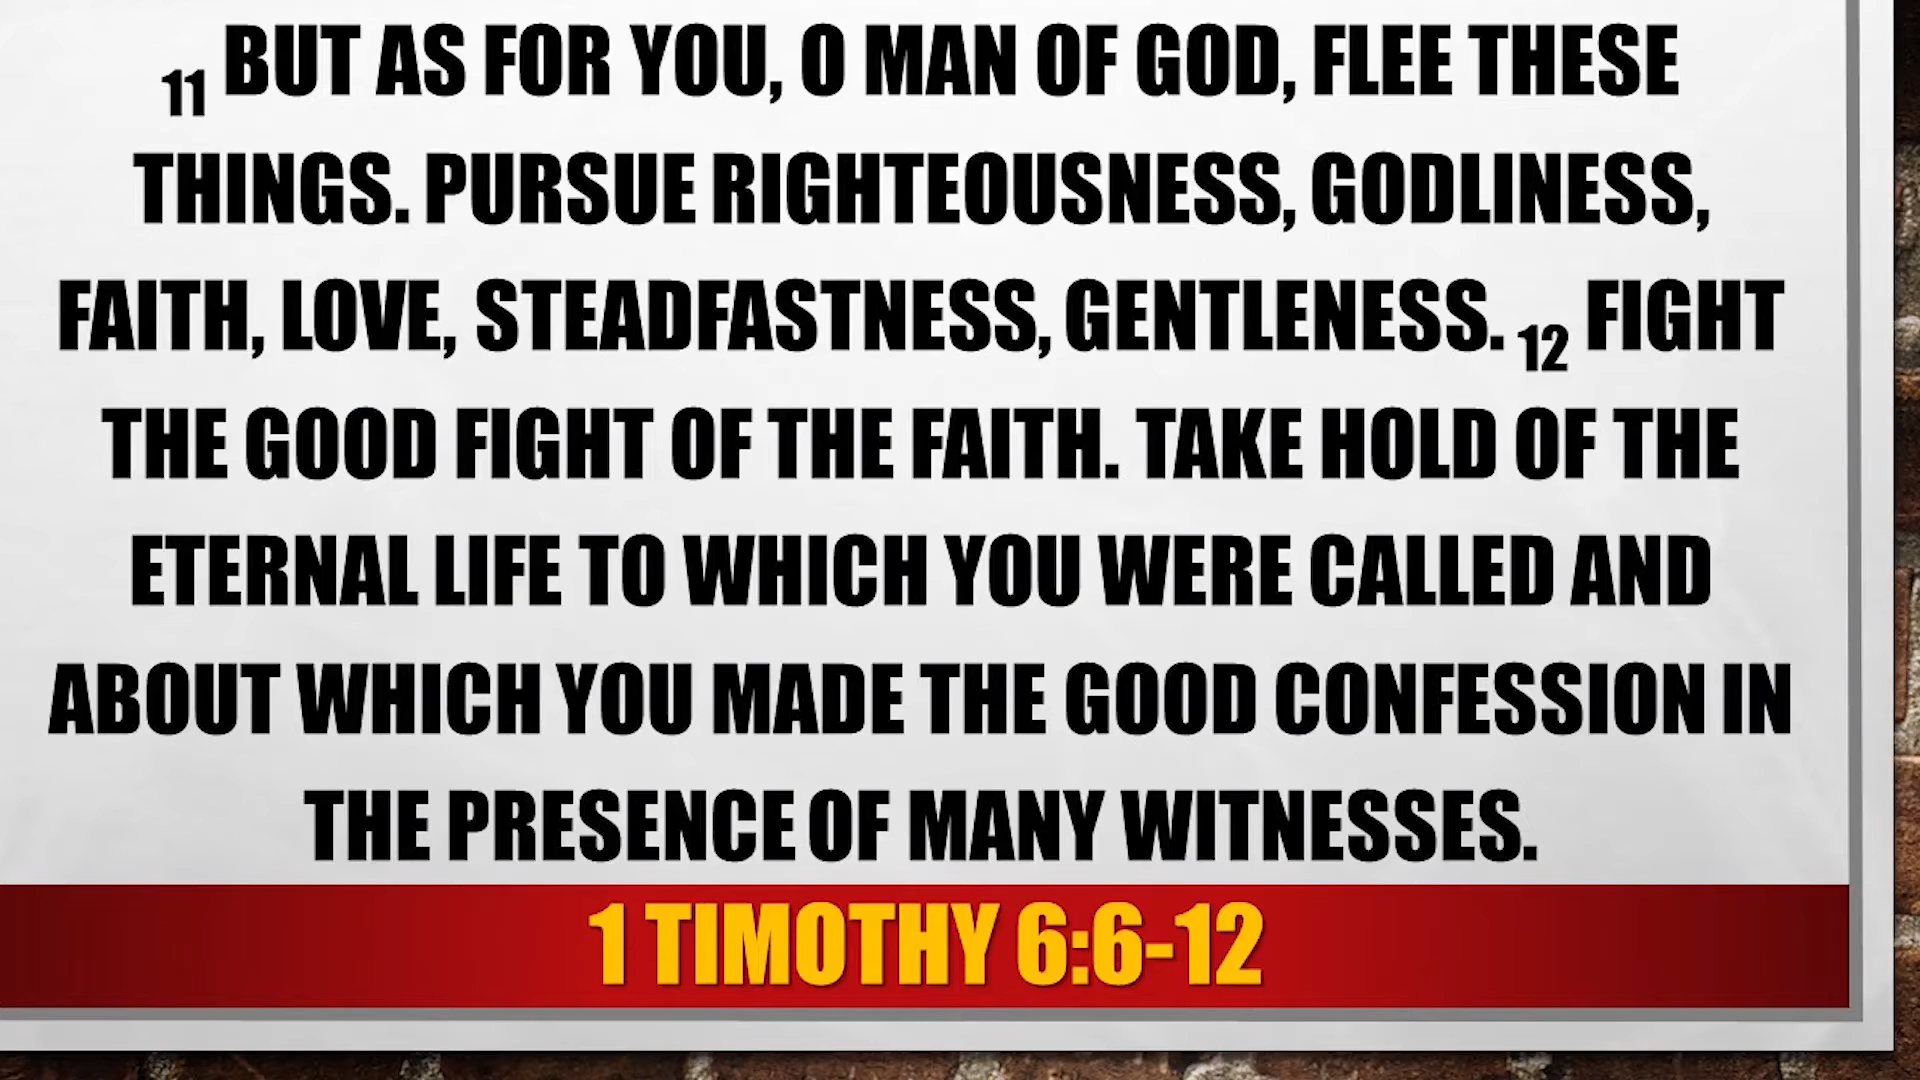 11 BUT AS FOR YOU, O MAN OF GOD, FLEE THESE
THINGS. PURSUE RIGHTEOUSNESS, GODLINESS,
FAITH, LOVE, STEADFASTNESS, GENTLENESS. 12 FIGHT
THE GOOD FIGHT OF THE FAITH. TAKE HOLD OF THE
ETERNAL LIFE TO WHICH YOU WERE CALLED AND
ABOUT WHICH YOU MADE THE GOOD CONFESSION IN
THE PRESENCE OF MANY WITNESSES.
1 TIMOTHY 6:6-12